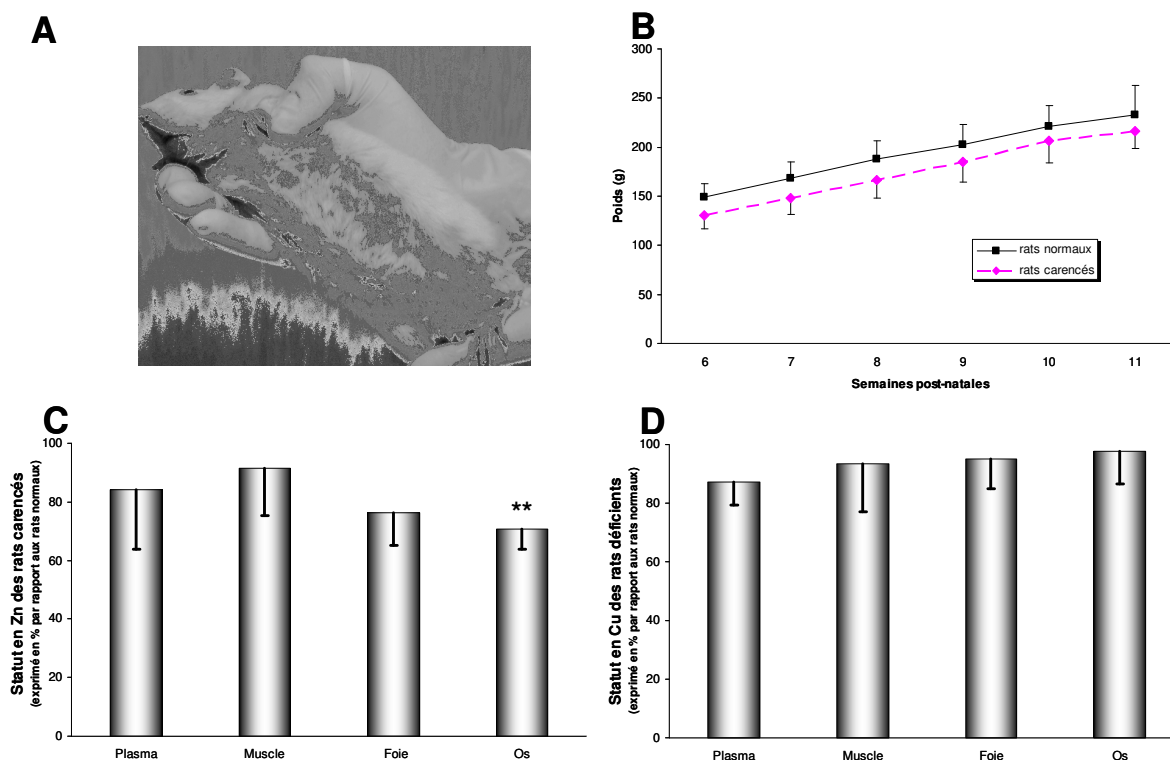 A
B
300
250
200
150
100
50
0
Poids (g)
rats normaux
rats carencés
6 7 8 9 10 11
Semaines post-natales
C
100
80
60
40
20
0
Statut en Zn des rats carencés
(exprimé en % par rapport aux rats normaux)
**
Plasma Muscle Foie Os
D
100
80
60
40
20
0
Statut en Cu des rats déficients
(exprimé en % par rapport aux rats normaux)
Plasma Muscle Foie Os